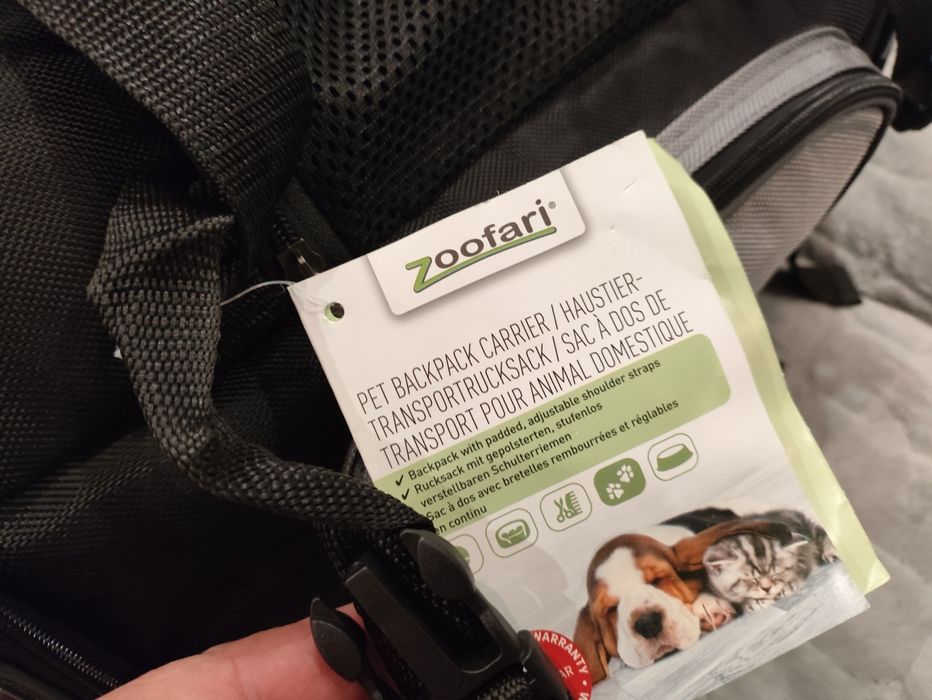 zoofari®
PET BACKPACK CARRIER / HAUSTIER-
TRANSPORTRUCKSACK / SAC À DOS DE
TRANSPORT POUR ANIMAL DOMESTIQUE
✓ Backpack with padded, adjustable shoulder straps
✓ Rucksack mit gepolsterten, stufenlos
verstellbaren Schulterriemen
Sac à dos avec bretelles rembourrées et réglables
en continu
WARRANTY •